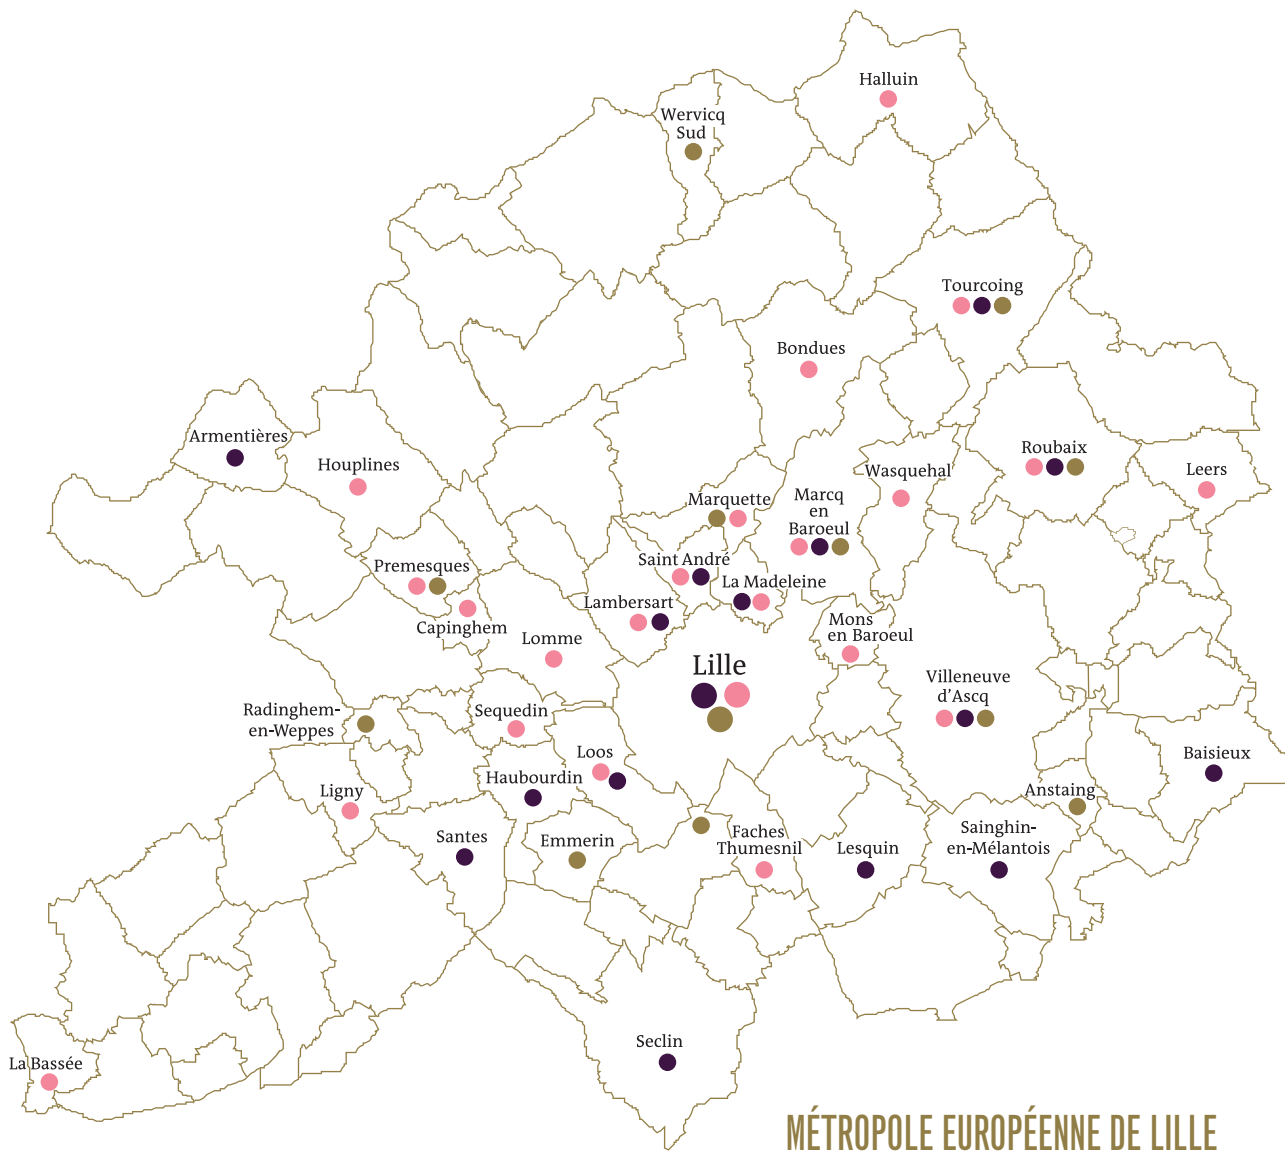 Halluin
Wervicq
Sud
Tourcoing
Bondues
Armentières
Houplines
Roubaix
Wasquehal
Leers
Marquette
Marcq
en
Baroeul
Saint André
Premesques
La Madeleine
Lambersart
Capinghem
Lomme
Mons
en Baroeul
Lille
Villeneuve
d'Ascq
Radinghem-
en-Weppes
Sequedin
Loos
Baisieux
Haubourdin
Ligny
Anstaing
Santes
Emmerin
Faches
Thumesnil
Lesquin
Sainghin-
en-Mélantois
Seclin
La Bassée
MÉTROPOLE EUROPÉENNE DE LILLE